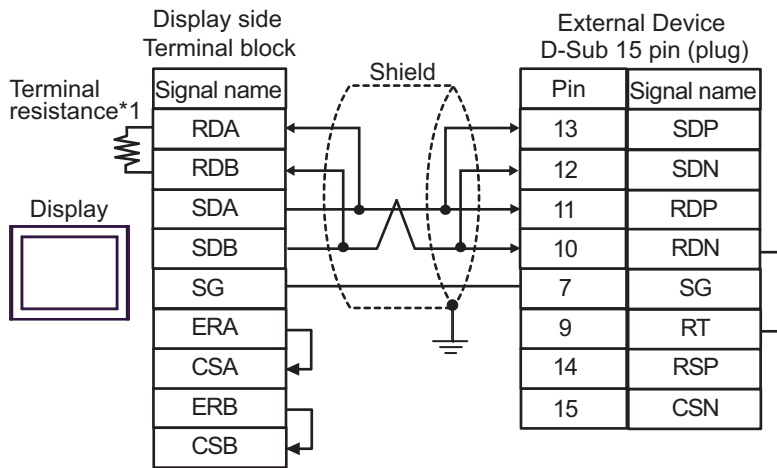 Display side
Terminal block
External Device
D-Sub 15 pin (plug)
Terminal
resistance*1
Shield
Display
Signal name
RDA
RDB
SDA
SDB
SG
ERA
CSA
ERB
CSB
Pin Signal name
13 SDP
12 SDN
11 RDP
10 RDN
7 SG
9 RT
14 RSP
15 CSN